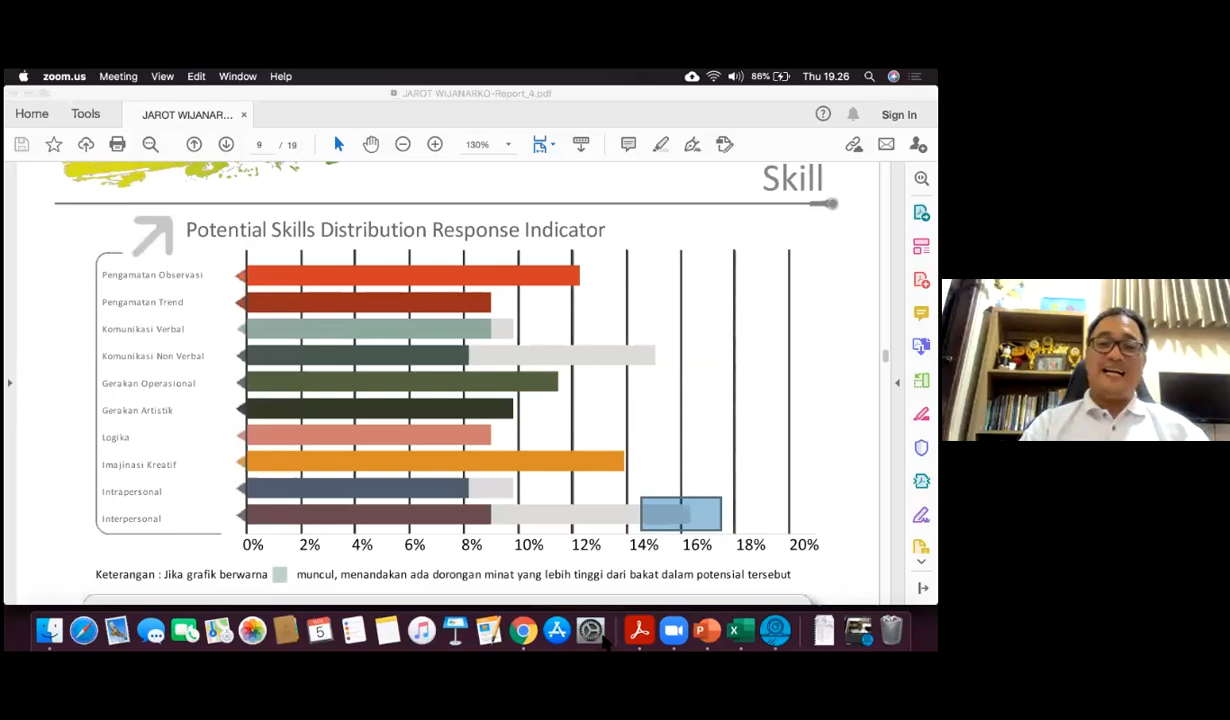 zoom.us Meeting View Edit Window Help 86% Thu 19.26
JAROT WIJANARKO-Report_4.pdf
Home Tools JAROT WIJANAR... × Sign In
9 / 19 130%
Skill
Potential Skills Distribution Response Indicator
Pengamatan Observasi
Pengamatan Trend
Komunikasi Verbal
Komunikasi Non Verbal
Gerakan Operasional
Gerakan Artistik
Logika
Imajinasi Kreatif
Intrapersonal
Interpersonal
0% 2% 4% 6% 8% 10% 12% 14% 16% 18% 20%
Keterangan : Jika grafik berwarna muncul, menandakan ada dorongan minat yang lebih tinggi dari bakat dalam potensial tersebut
5